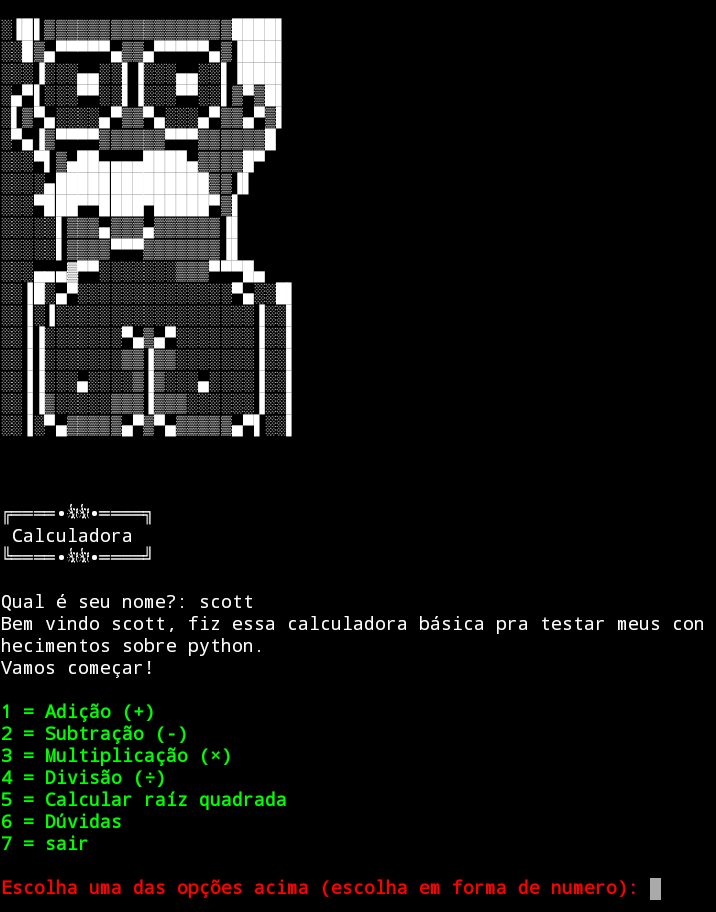 Calculadora
Qual é seu nome?: scott
Bem vindo scott, fiz essa calculadora básica pra testar meus con
hecimentos sobre python.
Vamos começar!
1 = Adição (+)
2 = Subtração (-)
3 = Multiplicação (×)
4 = Divisão (÷)
5 = Calcular raíz quadrada
6 = Dúvidas
7 = sair
Escolha uma das opções acima (escolha em forma de numero):